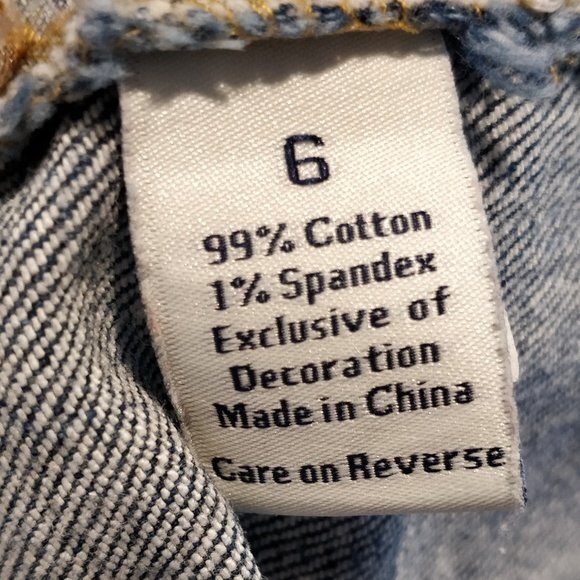 6
99% Cotton
1% Spandex
Exclusive of
Decoration
Made in China
Care on Reverse